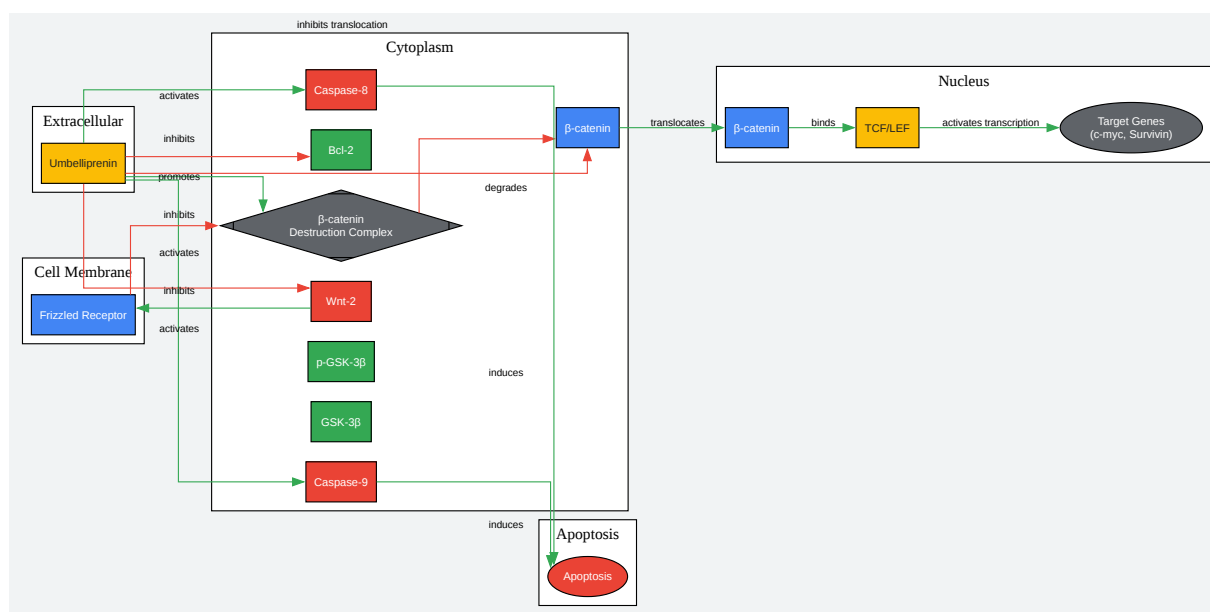 inhibits translocation
Cytoplasm
Nucleus
Caspase-8
activates
Extracellular
β-catenin
translocates
β-catenin
binds
TCF/LEF
activates transcription
Target Genes
(c-myc, Survivin)
inhibits
Bcl-2
Umbelliprenin
promotes
degrades
inhibits
β-catenin
Destruction Complex
activates
Cell Membrane
inhibits
Wnt-2
Frizzled Receptor
activates
p-GSK-3β
induces
GSK-3β
Caspase-9
induces
Apoptosis
Apoptosis